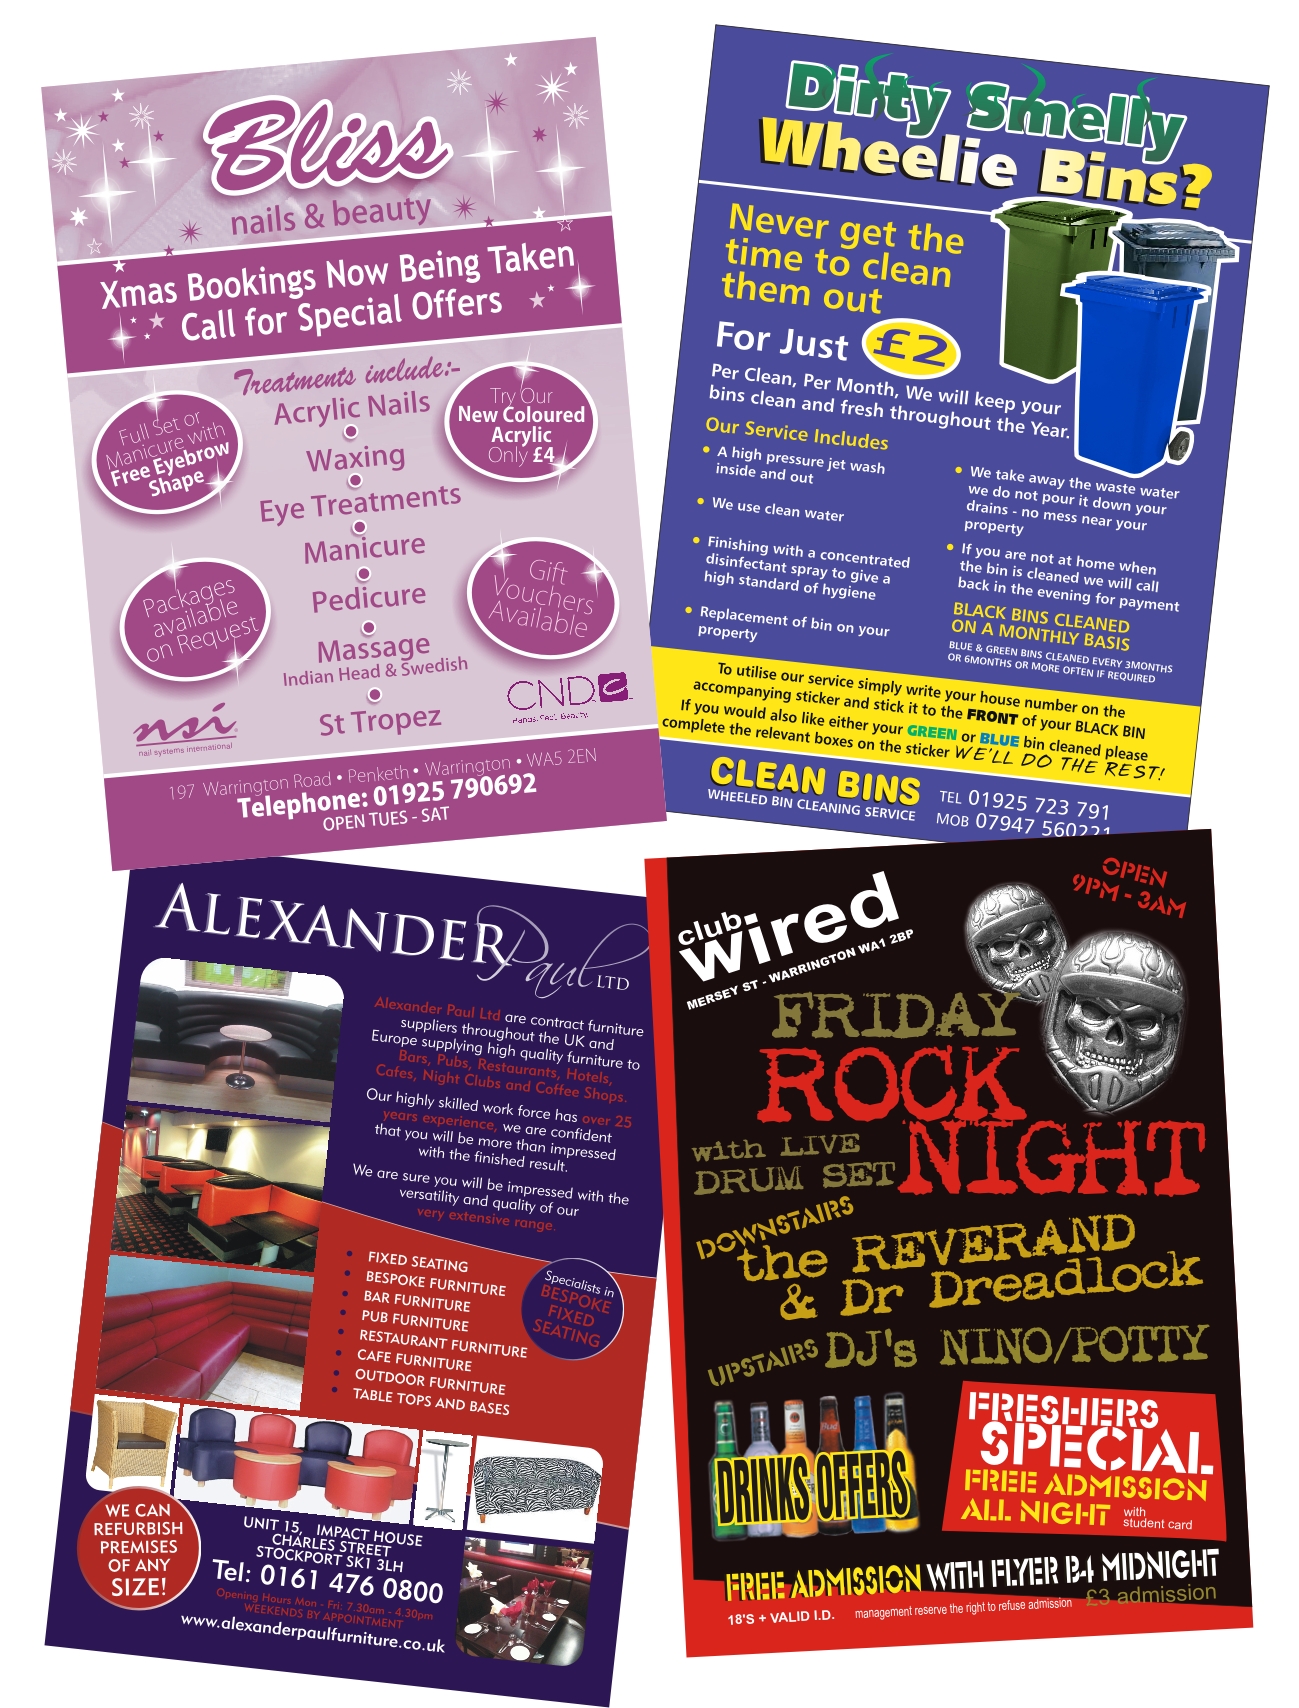 Bliss
nails & beauty
Xmas Bookings Now Being Taken
Call for Special Offers
Treatments include:-
Full Set or
Manicure with
Free Eyebrow
Shape
Try Our
New Coloured
Acrylic
Only £4
Acrylic Nails
Waxing
Eye Treatments
Manicure
Pedicure
Massage
Indian Head & Swedish
St Tropez
Packages
available
on Request
Gift
Vouchers
Available
nsi
nail systems international
CND
Hands. Feet. Beauty.
197 Warrington Road • Penketh • Warrington • WA5 2EN
Telephone: 01925 790692
OPEN TUES - SAT
Dirty Smelly
Wheelie Bins?
Never get the
time to clean
them out
For Just £2
Per Clean, Per Month, We will keep your
bins clean and fresh throughout the Year.
Our Service Includes
• A high pressure jet wash
inside and out
• We use clean water
• Finishing with a concentrated
disinfectant spray to give a
high standard of hygiene
• Replacement of bin on your
property
• We take away the waste water
we do not pour it down your
drains - no mess near your
property
• If you are not at home when
the bin is cleaned we will call
back in the evening for payment
BLACK BINS CLEANED
ON A MONTHLY BASIS
BLUE & GREEN BINS CLEANED EVERY 3MONTHS
OR 6MONTHS OR MORE OFTEN IF REQUIRED
To utilise our service simply write your house number on the
accompanying sticker and stick it to the FRONT of your BLACK BIN
If you would also like either your GREEN or BLUE bin cleaned please
complete the relevant boxes on the sticker WE'LL DO THE REST!
CLEAN BINS
WHEELED BIN CLEANING SERVICE
TEL 01925 723 791
MOB 07947 560221
ALEXANDER
Paul LTD
Alexander Paul Ltd are contract furniture
suppliers throughout the UK and
Europe supplying high quality furniture to
Bars, Pubs, Restaurants, Hotels,
Cafes, Night Clubs and Coffee Shops.
Our highly skilled work force has over 25
years experience, we are confident
that you will be more than impressed
with the finished result.
We are sure you will be impressed with the
versatility and quality of our
very extensive range.
• FIXED SEATING
• BESPOKE FURNITURE
• BAR FURNITURE
• PUB FURNITURE
• RESTAURANT FURNITURE
• CAFE FURNITURE
• OUTDOOR FURNITURE
• TABLE TOPS AND BASES
Specialists in
BESPOKE
FIXED
SEATING
WE CAN
REFURBISH
PREMISES
OF ANY
SIZE!
UNIT 15, IMPACT HOUSE
CHARLES STREET
STOCKPORT SK1 3LH
Tel: 0161 476 0800
Opening Hours Mon - Fri: 7.30am - 4.30pm
WEEKENDS BY APPOINTMENT
www.alexanderpaulfurniture.co.uk
club
wired
MERSEY ST - WARRINGTON WA1 2BP
OPEN
9PM - 3AM
FRIDAY
ROCK
NIGHT
with LIVE
DRUM SET
DOWNSTAIRS
the REVERAND
& Dr Dreadlock
UPSTAIRS DJ's NINO/POTTY
DRINKS OFFERS
FRESHERS
SPECIAL
FREE ADMISSION
ALL NIGHT with
student card
FREE ADMISSION WITH FLYER B4 MIDNIGHT
£3 admission
18'S + VALID I.D. management reserve the right to refuse admission